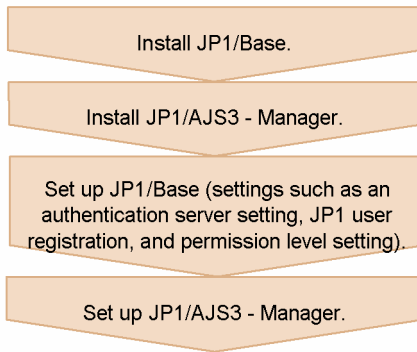 Install JP1/Base.
Install JP1/AJS3 - Manager.
Set up JP1/Base (settings such as an
authentication server setting, JP1 user
registration, and permission level setting).
Set up JP1/AJS3 - Manager.